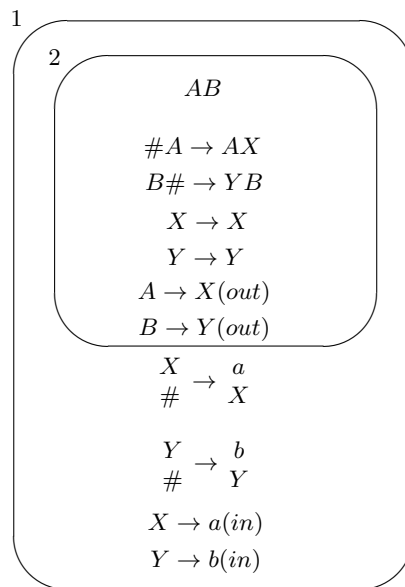 1
2
AB
#A → AX
B# → YB
X → X
Y → Y
A → X(out)
B → Y(out)
X → a
# X
Y → b
# Y
X → a(in)
Y → b(in)